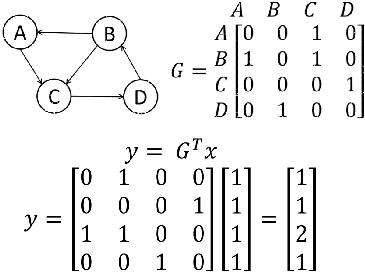 A B C D
A B G = A [0 0 1 0]
B [1 0 1 0]
C D C [0 0 0 1]
D [0 1 0 0]
y = Gᵀx
y = [0 1 0 0] [1] = [1]
[0 0 0 1] [1] [1]
[1 1 0 0] [1] [2]
[0 0 1 0] [1] [1]